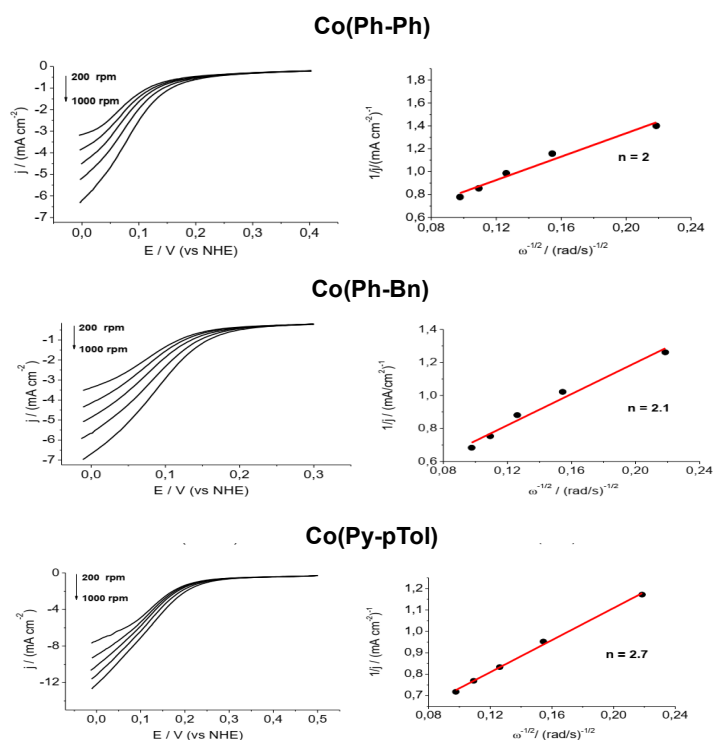 Co(Ph-Ph)
200 rpm
1000 rpm
-1
-2
-3
-4
-5
-6
-7
0,0 0,1 0,2 0,3 0,4
E / V (vs NHE)
j / (mA cm⁻²)
1,8
1,6
1,4
1,2
1,0
0,8
0,6
0,08 0,12 0,16 0,20 0,24
ω⁻¹/² / (rad/s)⁻¹/²
1/j/(mA cm⁻²)⁻¹
n = 2
Co(Ph-Bn)
200 rpm
1000 rpm
-1
-2
-3
-4
-5
-6
-7
0,0 0,1 0,2 0,3
E / V (vs NHE)
j / (mA cm⁻²)
1,4
1,2
1,0
0,8
0,6
0,08 0,12 0,16 0,20 0,24
ω⁻¹/² / (rad/s)⁻¹/²
1/j / (mA/cm²)⁻¹
n = 2.1
Co(Py-pTol)
200 rpm
1000 rpm
0
-4
-8
-12
0,0 0,1 0,2 0,3 0,4 0,5
E / V (vs NHE)
j / (mA cm⁻²)
1,2
1,1
1,0
0,9
0,8
0,7
0,08 0,12 0,16 0,20 0,24
ω⁻¹/² / (rad/s)⁻¹/²
1/j / (mA cm⁻²)⁻¹
n = 2.7